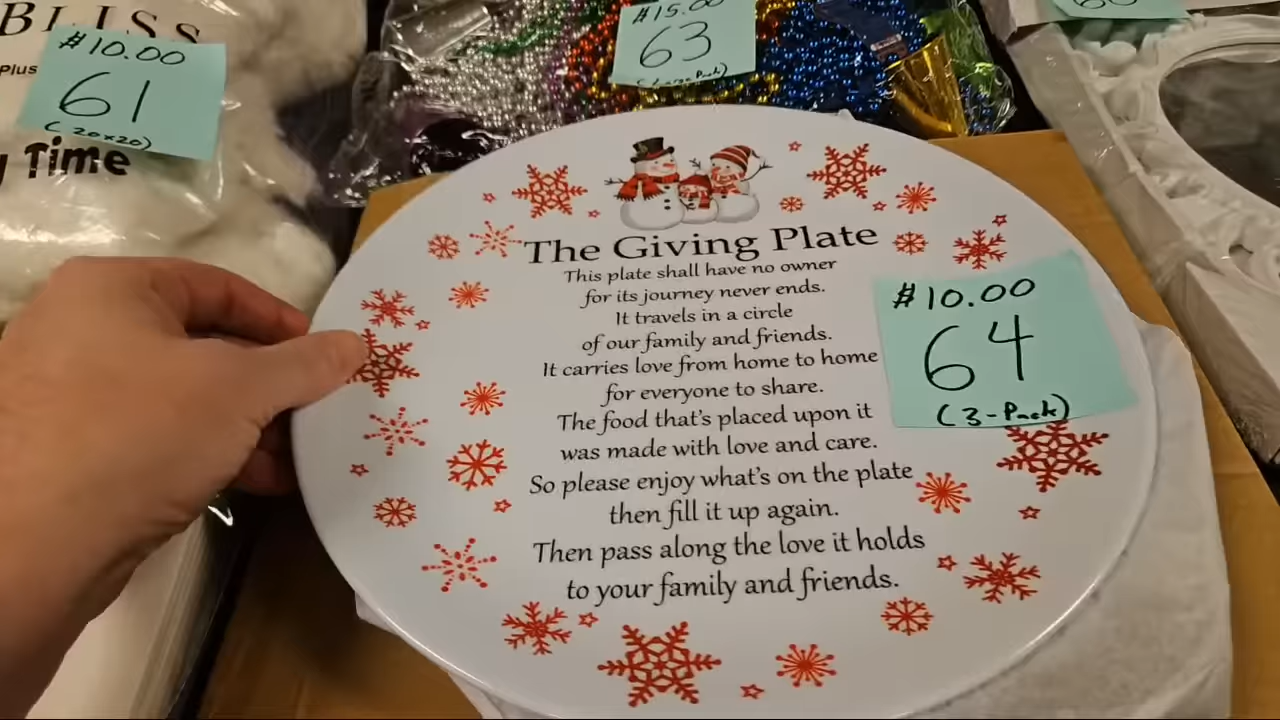 BLISS
Plus
#10.00
61
(20x20)
Time
#15.00
63
(Large Pack)
The Giving Plate
This plate shall have no owner
for its journey never ends.
It travels in a circle
of our family and friends.
It carries love from home to home
for everyone to share.
The food that's placed upon it
was made with love and care.
So please enjoy what's on the plate
then fill it up again.
Then pass along the love it holds
to your family and friends.
#10.00
64
(3-Pack)